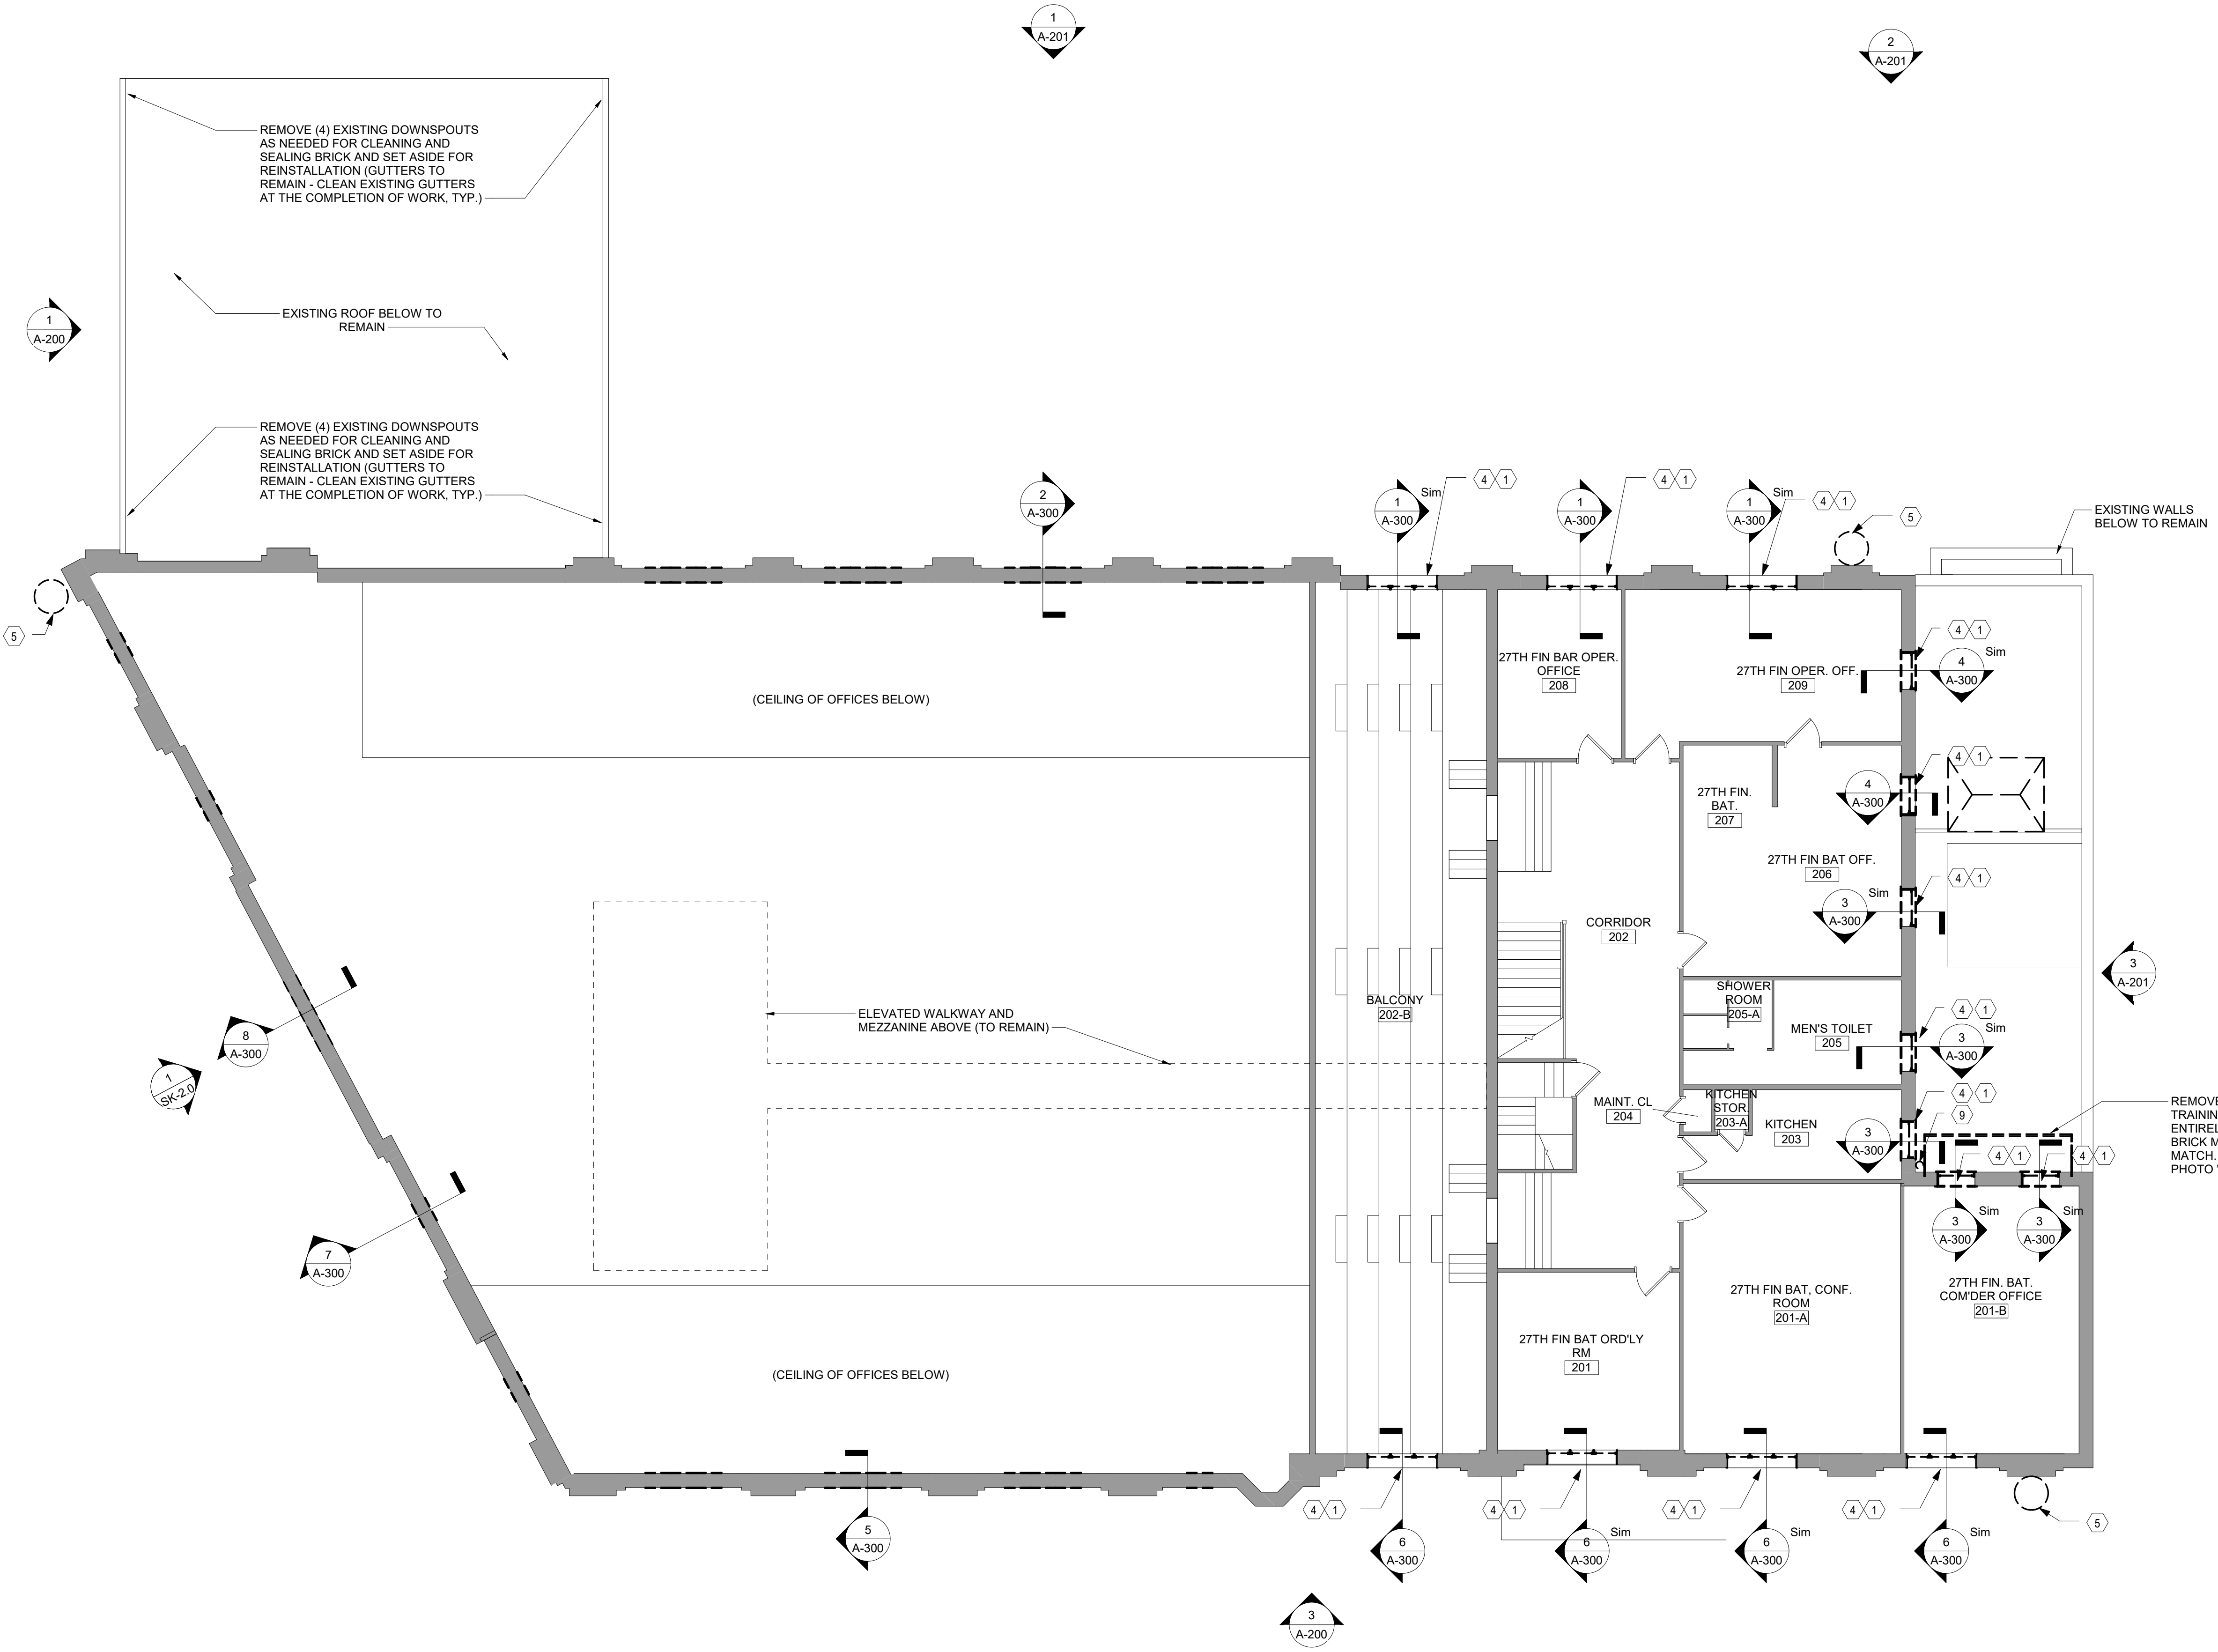 1
A-201
2
A-201
REMOVE (4) EXISTING DOWNSPOUTS
AS NEEDED FOR CLEANING AND
SEALING BRICK AND SET ASIDE FOR
REINSTALLATION (GUTTERS TO
REMAIN - CLEAN EXISTING GUTTERS
AT THE COMPLETION OF WORK, TYP.)
1
A-200
EXISTING ROOF BELOW TO
REMAIN
REMOVE (4) EXISTING DOWNSPOUTS
AS NEEDED FOR CLEANING AND
SEALING BRICK AND SET ASIDE FOR
REINSTALLATION (GUTTERS TO
REMAIN - CLEAN EXISTING GUTTERS
AT THE COMPLETION OF WORK, TYP.)
2
A-300
1
A-300
Sim
4 1
1
A-300
4 1
1
A-300
Sim
4 1
5
EXISTING WALLS
BELOW TO REMAIN
5
4 1
4
A-300
Sim
27TH FIN BAR OPER.
OFFICE
208
27TH FIN OPER. OFF.
209
(CEILING OF OFFICES BELOW)
4 1
4
A-300
27TH FIN.
BAT.
207
27TH FIN BAT OFF.
206
4 1
3
A-300
Sim
CORRIDOR
202
3
A-201
BALCONY
202-B
SHOWER
ROOM
205-A
MEN'S TOILET
205
4 1
3
A-300
Sim
ELEVATED WALKWAY AND
MEZZANINE ABOVE (TO REMAIN)
8
A-300
1
SK-2.0
MAINT. CL
204
KITCHEN
STOR.
203-A
KITCHEN
203
4 1
9
3
A-300
REMOVE
TRAININ
ENTIREL
BRICK M
MATCH.
PHOTO '
4 1
4 1
3
A-300
Sim
3
A-300
Sim
7
A-300
27TH FIN BAT, CONF.
ROOM
201-A
27TH FIN. BAT.
COM'DER OFFICE
201-B
27TH FIN BAT ORD'LY
RM
201
(CEILING OF OFFICES BELOW)
5
A-300
4 1
6
A-300
4 1
6
A-300
Sim
4 1
6
A-300
Sim
4 1
6
A-300
Sim
5
3
A-200